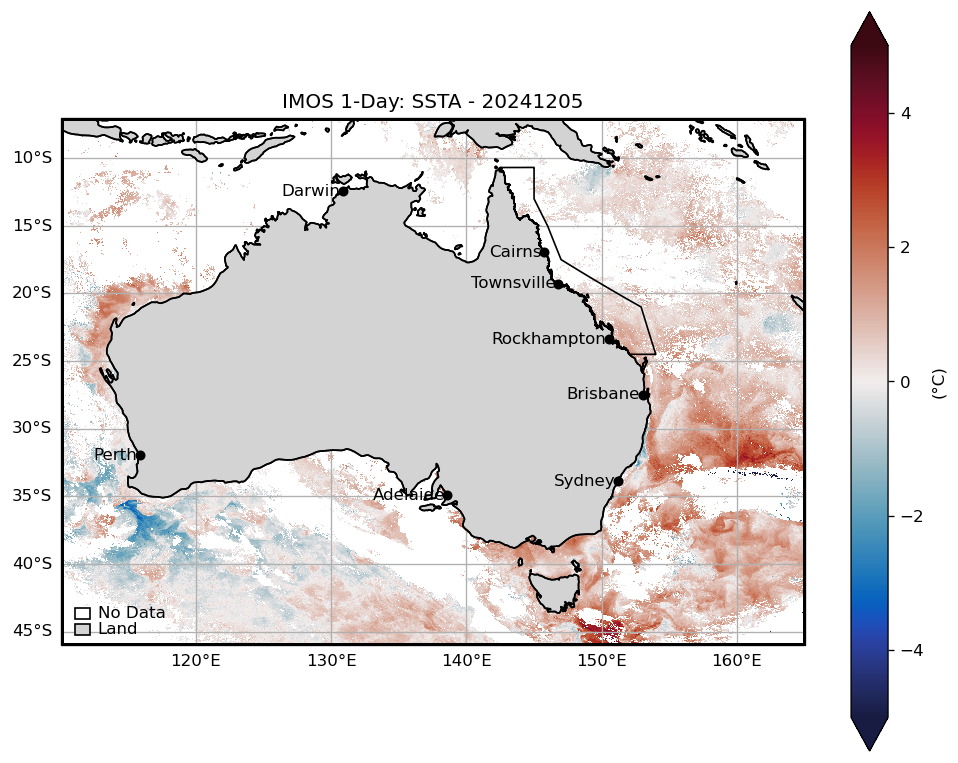 IMOS 1-Day: SSTA - 20241205
10°S
15°S
20°S
25°S
30°S
35°S
40°S
45°S
Darwin
Cairns
Townsville
Rockhampton
Brisbane
Perth
Sydney
Adelaide
No Data
Land
120°E
130°E
140°E
150°E
160°E
4
2
0
−2
−4
(°C)